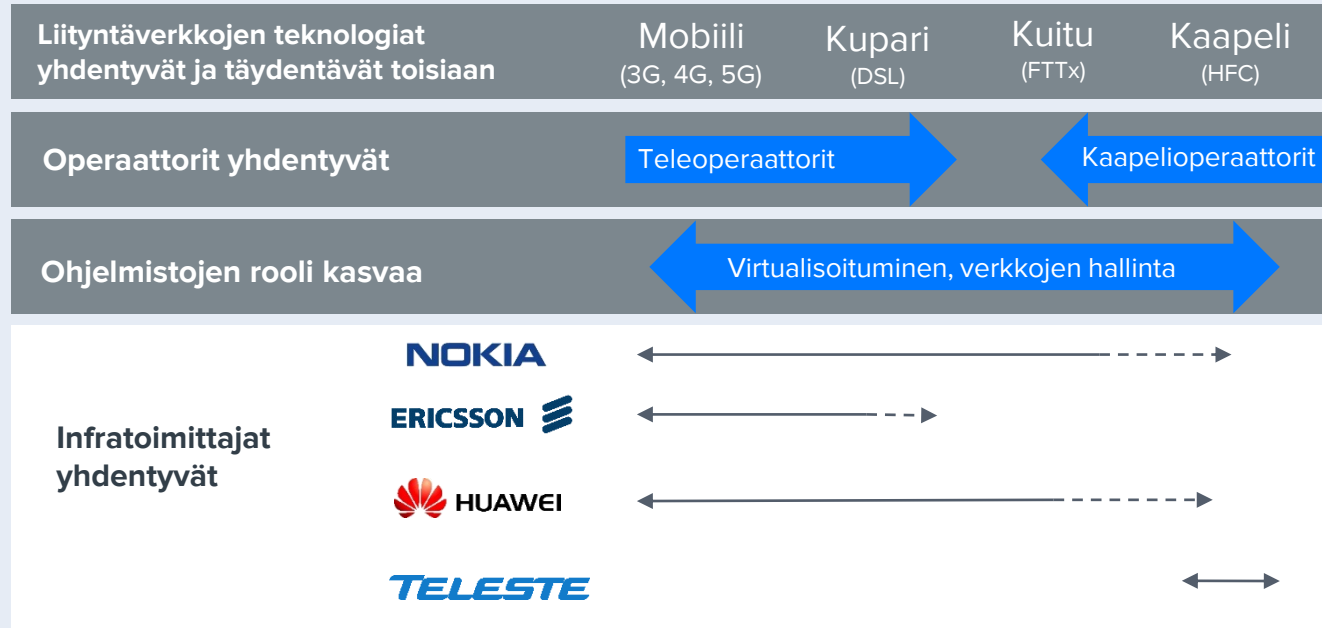 Liityntäverkkojen teknologiat
yhdentyvät ja täydentävät toisiaan
Mobiili
(3G, 4G, 5G)
Kupari
(DSL)
Kuitu
(FTTx)
Kaapeli
(HFC)
Operaattorit yhdentyvät
Teleoperaattorit
Kaapelioperaattorit
Ohjelmistojen rooli kasvaa
Virtualisoituminen, verkkojen hallinta
Infratoimittajat
yhdentyvät
NOKIA
ERICSSON
HUAWEI
TELESTE